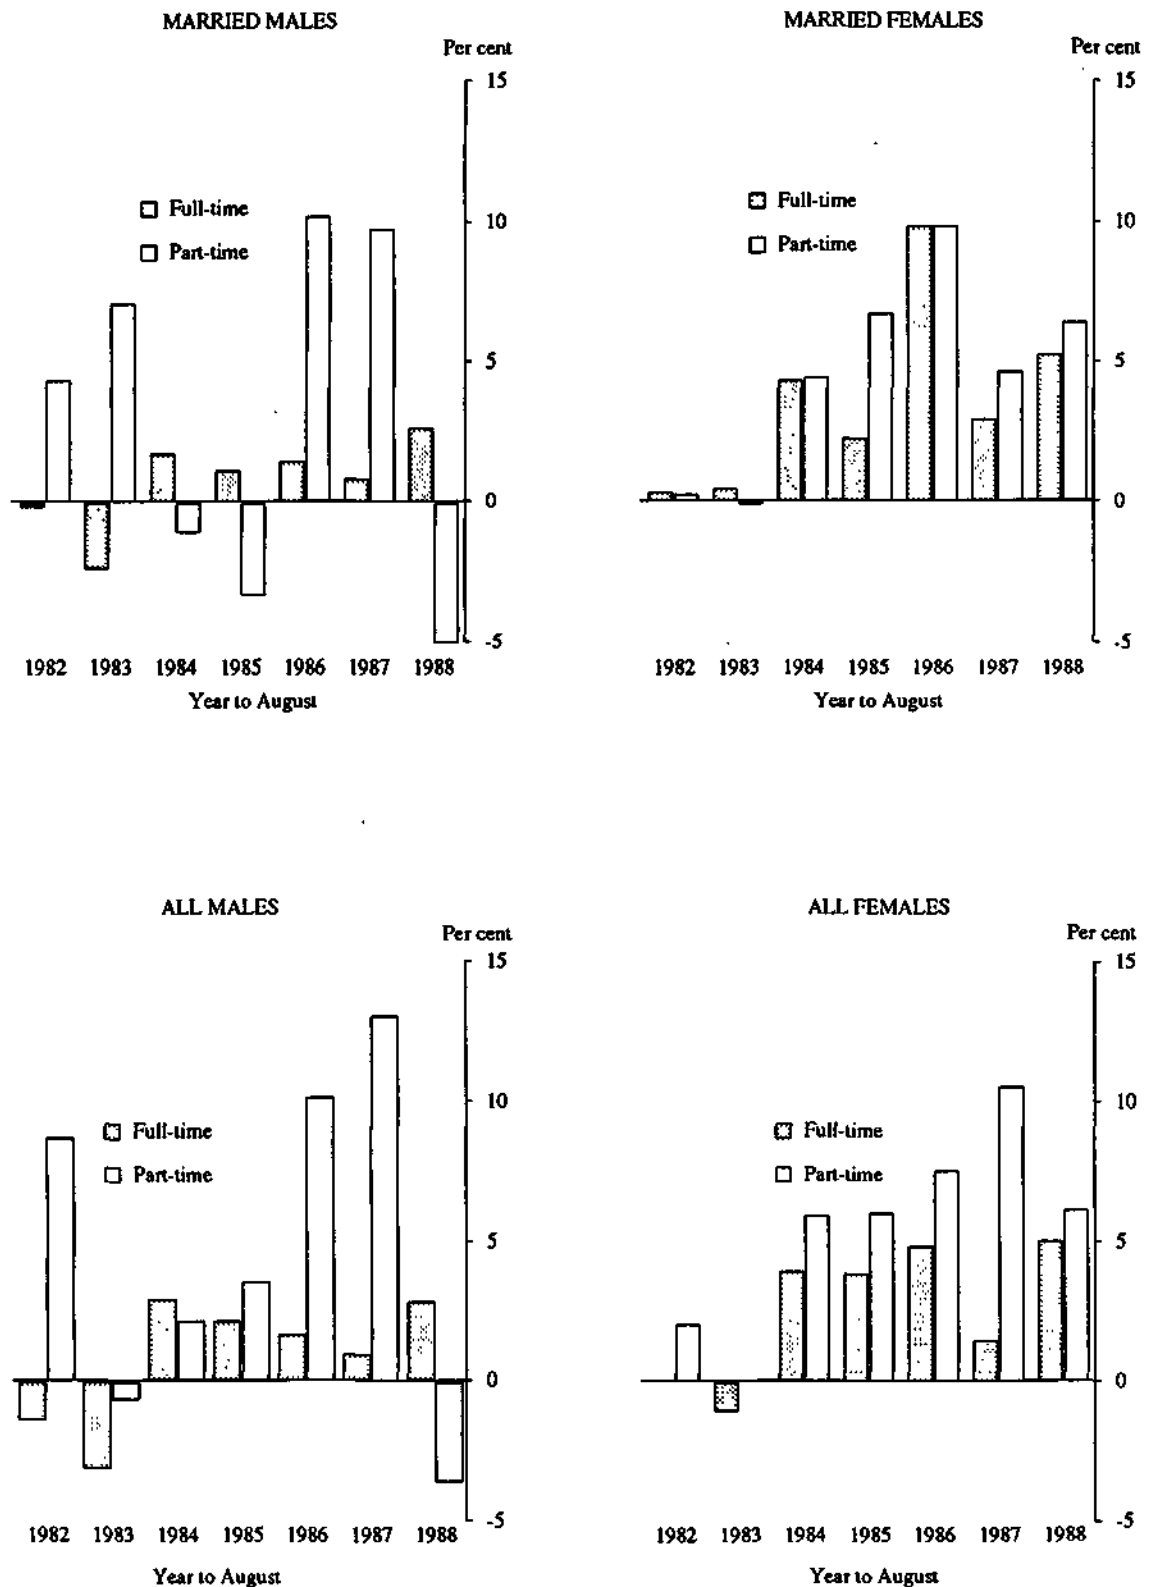 MARRIED MALES
Per cent
15
Full-time
10
Part-time
5
0
-5
1982 1983 1984 1985 1986 1987 1988
Year to August
MARRIED FEMALES
Per cent
15
Full-time
10
Part-time
5
0
-5
1982 1983 1984 1985 1986 1987 1988
Year to August
ALL MALES
Per cent
15
10
Full-time
Part-time
5
0
-5
1982 1983 1984 1985 1986 1987 1988
Year to August
ALL FEMALES
Per cent
15
10
Full-time
Part-time
5
0
-5
1982 1983 1984 1985 1986 1987 1988
Year to August